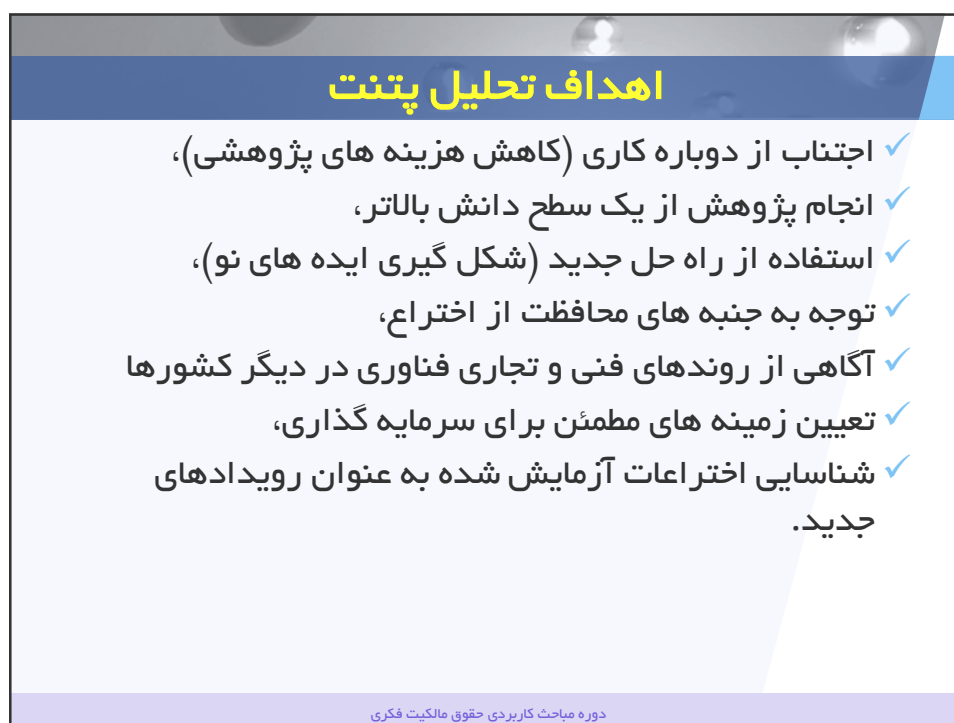 اهداف تحلیل پتنت
✓ اجتناب از دوباره کاری (کاهش هزینه های پژوهشی)،
✓ انجام پژوهش از یک سطح دانش بالاتر،
✓ استفاده از راه حل جدید (شکل گیری ایده های نو)،
✓ توجه به جنبه های محافظت از اختراع،
✓ آگاهی از روندهای فنی و تجاری فناوری در دیگر کشورها
✓ تعیین زمینه های مطمئن برای سرمایه گذاری،
✓ شناسایی اختراعات آزمایش شده به عنوان رویدادهای
جدید.
دوره مباحث کاربردی حقوق مالکیت فکری